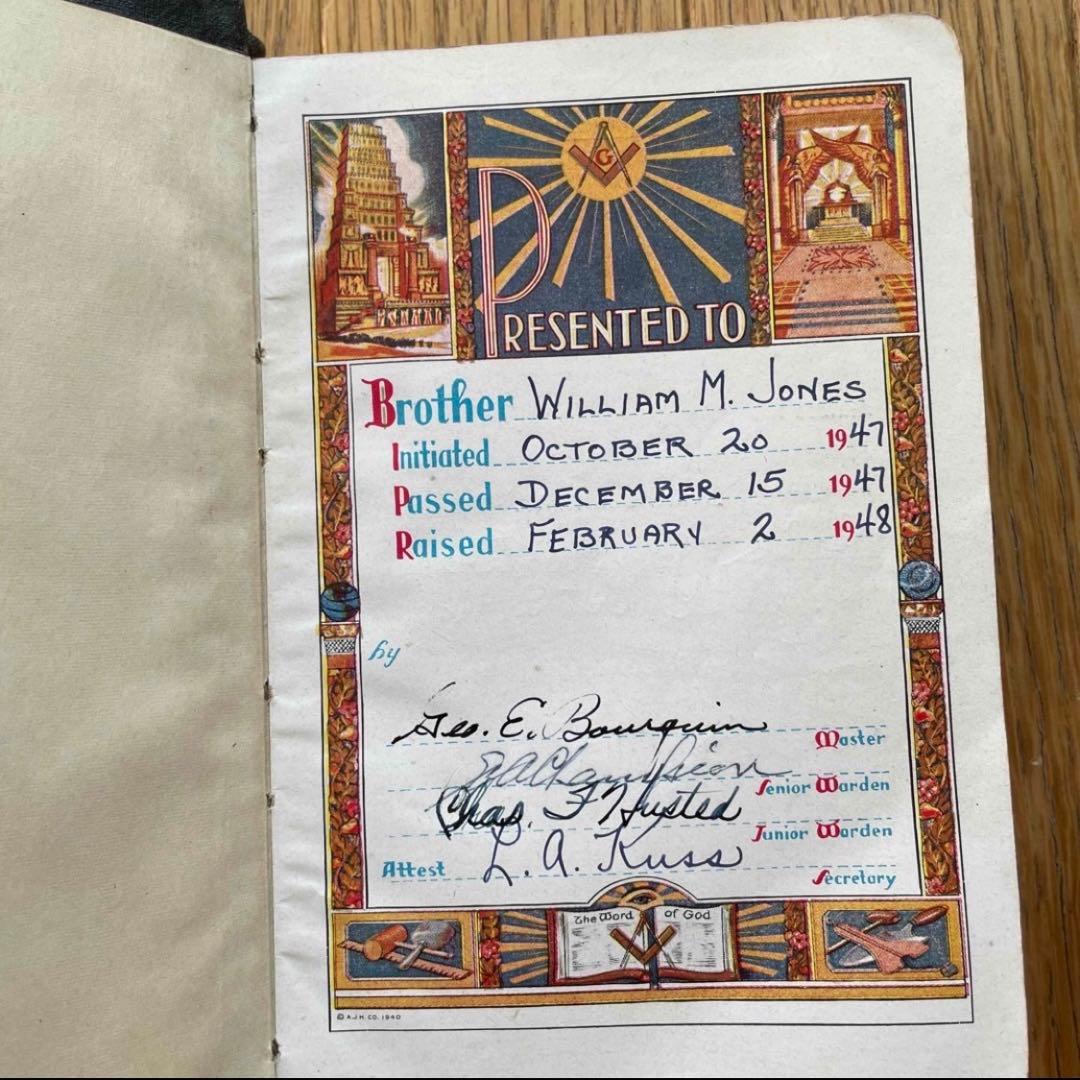 G
PRESENTED TO
Brother WILLIAM M. JONES
Initiated OCTOBER 20 1947
Passed DECEMBER 15 1947
Raised FEBRUARY 2 1948
by
Geo. E. Bourquin Master
Senior Warden
Chas. F Husted Junior Warden
Attest L. A. Kuss Secretary
The Word of God
© A.J.H. CO. 1940